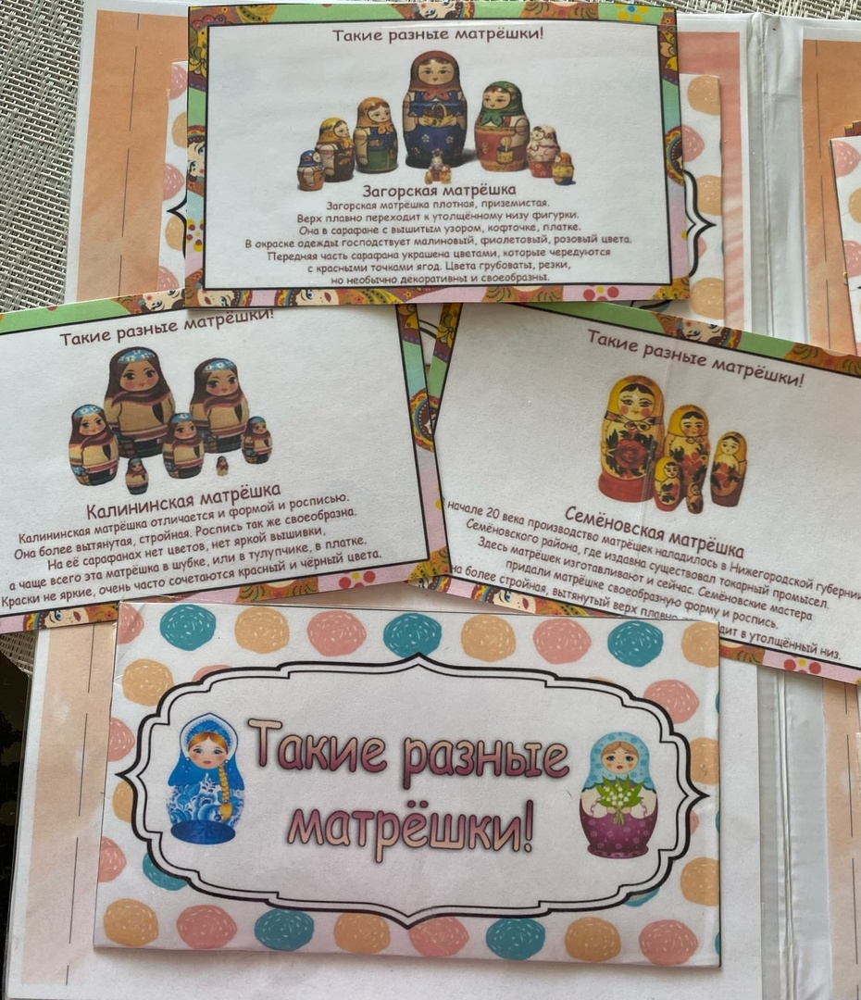 Такие разные матрёшки!
Загорская матрёшка
Загорская матрёшка плотная, приземистая.
Верх плавно переходит к утолщённому низу фигурки.
Она в сарафане с вышитым узором, кофточке, платке.
В окраске одежды господствует малиновый, фиолетовый, розовый цвета.
Передняя часть сарафана украшена цветами, которые чередуются
с красными точками ягод. Цвета грубоваты, резки,
но необычно декоративны и своеобразны.
Такие разные матрёшки!
Калининская матрёшка
Калининская матрёшка отличается и формой и росписью.
Она более вытянутая, стройная. Роспись так же своеобразна.
На её сарафанах нет цветов, нет яркой вышивки,
а чаще всего эта матрёшка в шубке, или в тулупчике, в платке.
Краски не яркие, очень часто сочетаются красный и чёрный цвета.
Такие разные матрёшки!
Семёновская матрёшка
начале 20 века производство матрёшек наладилось в Нижегородской губернии
Семёновского района, где издавна существовал токарный промысел.
Здесь матрёшек изготавливают и сейчас. Семёновские мастера
придали матрёшке своеобразную форму и роспись.
более стройная, вытянутый верх плавно в утолщённый низ.
Такие разные
матрёшки!